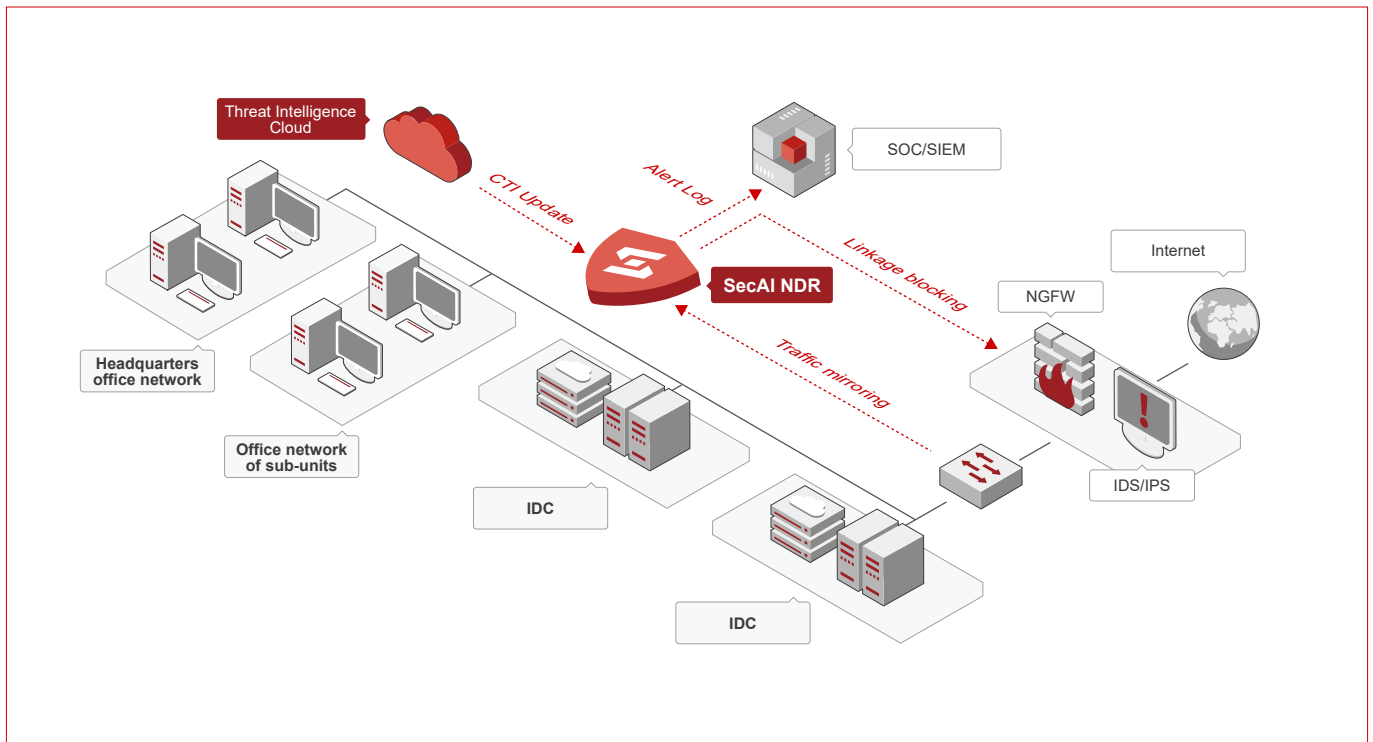 Threat Intelligence
Cloud
SOC/SIEM
CTI Update
Alert Log
Linkage blocking
Internet
SecAI NDR
NGFW
Traffic mirroring
Headquarters
office network
Office network
of sub-units
IDS/IPS
IDC
IDC